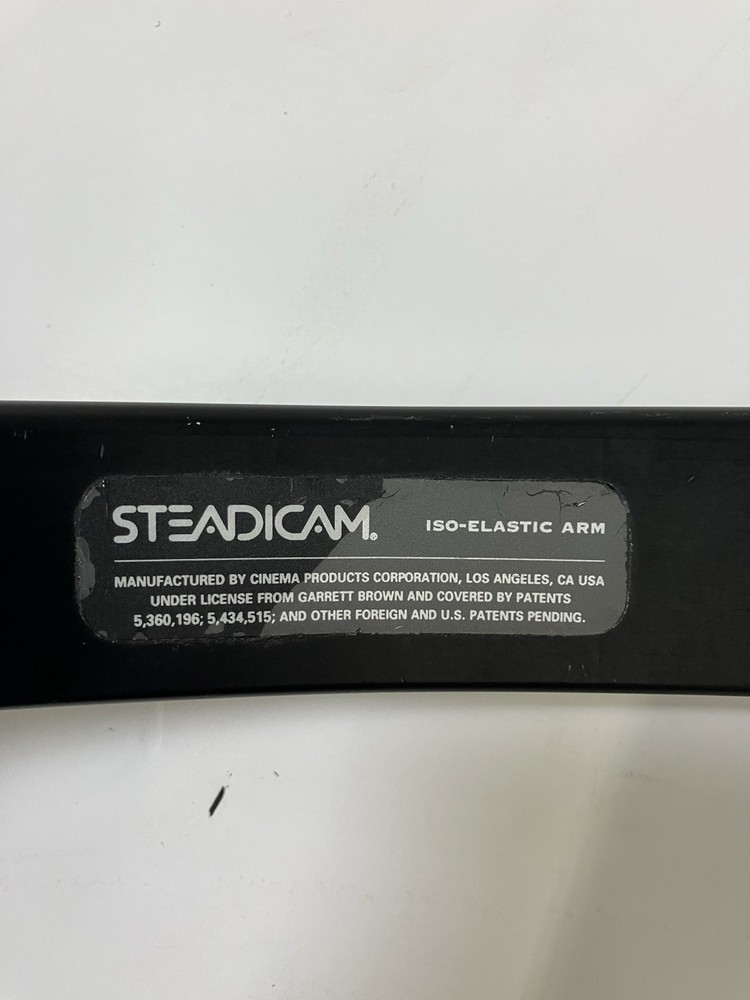 STEADICAM® ISO-ELASTIC ARM
MANUFACTURED BY CINEMA PRODUCTS CORPORATION, LOS ANGELES, CA USA
UNDER LICENSE FROM GARRETT BROWN AND COVERED BY PATENTS
5,360,196; 5,434,515; AND OTHER FOREIGN AND U.S. PATENTS PENDING.